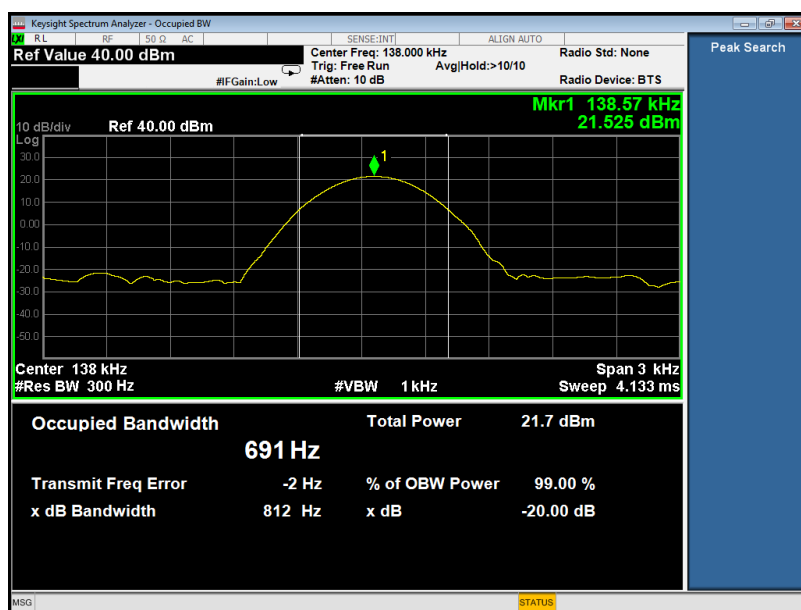 Keysight Spectrum Analyzer - Occupied BW
LXI RL RF 50 Ω AC SENSE:INT ALIGN AUTO
Ref Value 40.00 dBm
Center Freq: 138.000 kHz Radio Std: None
Trig: Free Run Avg|Hold:>10/10
#IFGain:Low #Atten: 10 dB Radio Device: BTS
Peak Search
Mkr1 138.57 kHz
21.525 dBm
10 dB/div Ref 40.00 dBm
Log
1
30.0
20.0
10.0
0.00
-10.0
-20.0
-30.0
-40.0
-50.0
Center 138 kHz Span 3 kHz
#Res BW 300 Hz #VBW 1 kHz Sweep 4.133 ms
Occupied Bandwidth Total Power 21.7 dBm
691 Hz
Transmit Freq Error -2 Hz % of OBW Power 99.00 %
x dB Bandwidth 812 Hz x dB -20.00 dB
MSG STATUS